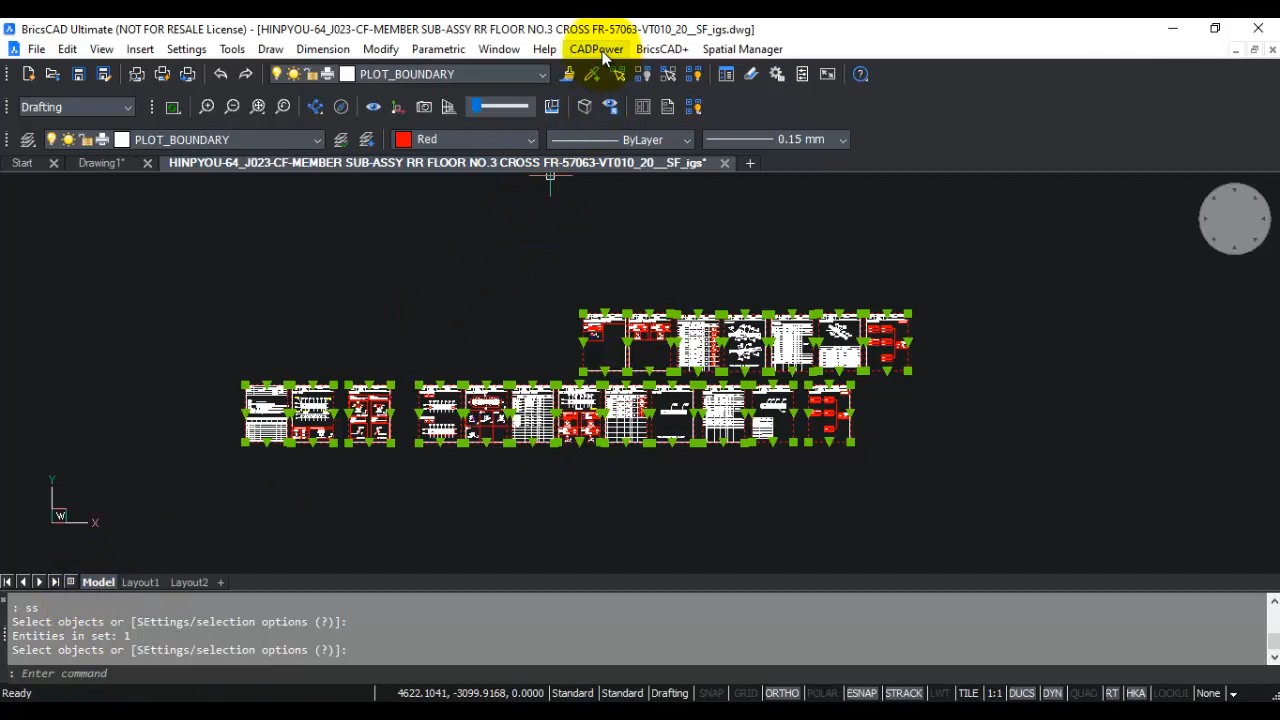 BricsCAD Ultimate (NOT FOR RESALE License) - [HINPYOU-64_J023-CF-MEMBER SUB-ASSY RR FLOOR NO.3 CROSS FR-57063-VT010_20__SF_igs.dwg]
File Edit View Insert Settings Tools Draw Dimension Modify Parametric Window Help CADPower BricsCAD+ Spatial Manager
PLOT_BOUNDARY
Drafting
PLOT_BOUNDARY Red ByLayer 0.15 mm
Start Drawing1* HINPYOU-64_J023-CF-MEMBER SUB-ASSY RR FLOOR NO.3 CROSS FR-57063-VT010_20__SF_igs*
Y
W X
Model Layout1 Layout2
: ss
Select objects or [SEttings/selection options (?)]:
Entities in set: 1
Select objects or [SEttings/selection options (?)]:
: Enter command
Ready 4622.1041, -3099.9168, 0.0000 Standard Standard Drafting SNAP GRID ORTHO POLAR ESNAP STRACK LWT TILE 1:1 DUCS DYN QUAD RT HKA LOCKUI None